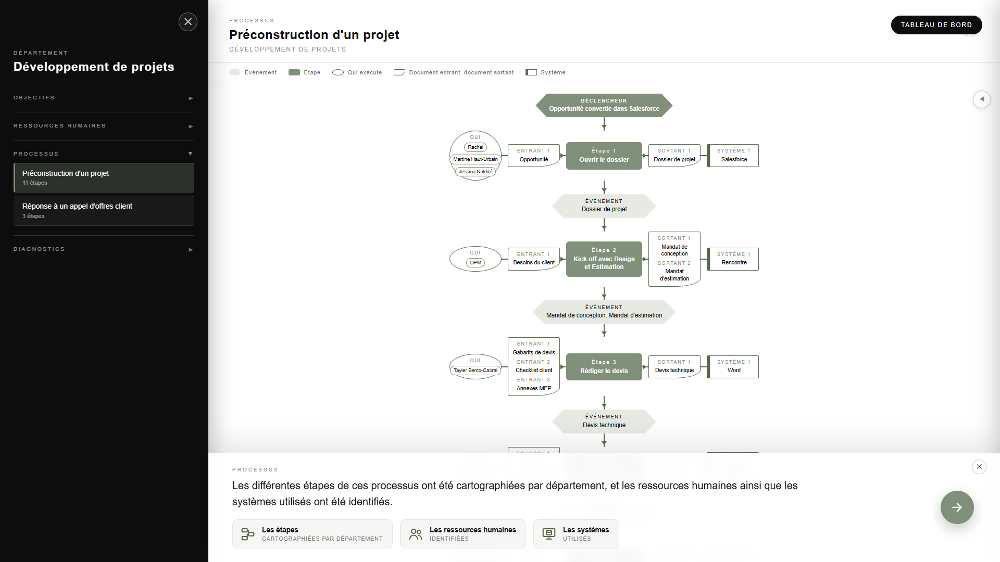 DÉPARTEMENT
Développement de projets
OBJECTIFS
RESSOURCES HUMAINES
PROCESSUS
Préconstruction d'un projet
11 étapes
Réponse à un appel d'offres client
3 étapes
DIAGNOSTICS
PROCESSUS
Préconstruction d'un projet
DÉVELOPPEMENT DE PROJETS
TABLEAU DE BORD
Événement
Étape
Qui exécute
Document entrant, document sortant
Système
DÉCLENCHEUR
Opportunité convertie dans Salesforce
QUI
Rachel
Martine Haut-Urbain
Jessica Nakhlé
ENTRANT 1
Opportunité
Étape 1
Ouvrir le dossier
SORTANT 1
Dossier de projet
SYSTÈME 1
Salesforce
ÉVÉNEMENT
Dossier de projet
QUI
DPM
ENTRANT 1
Besoins du client
Étape 2
Kick-off avec Design
et Estimation
SORTANT 1
Mandat de
conception
SORTANT 2
Mandat
d'estimation
SYSTÈME 1
Rencontre
ÉVÉNEMENT
Mandat de conception, Mandat d'estimation
QUI
Tayler Bento-Cabral
ENTRANT 1
Gabarits de devis
ENTRANT 2
Checklist client
ENTRANT 3
Annexes MEP
Étape 3
Rédiger le devis
SORTANT 1
Devis technique
SYSTÈME 1
Word
ÉVÉNEMENT
Devis technique
PROCESSUS
Les différentes étapes de ces processus ont été cartographiées par département, et les ressources humaines ainsi que les
systèmes utilisés ont été identifiés.
Les étapes
CARTOGRAPHIÉES PAR DÉPARTEMENT
Les ressources humaines
IDENTIFIÉES
Les systèmes
UTILISÉS